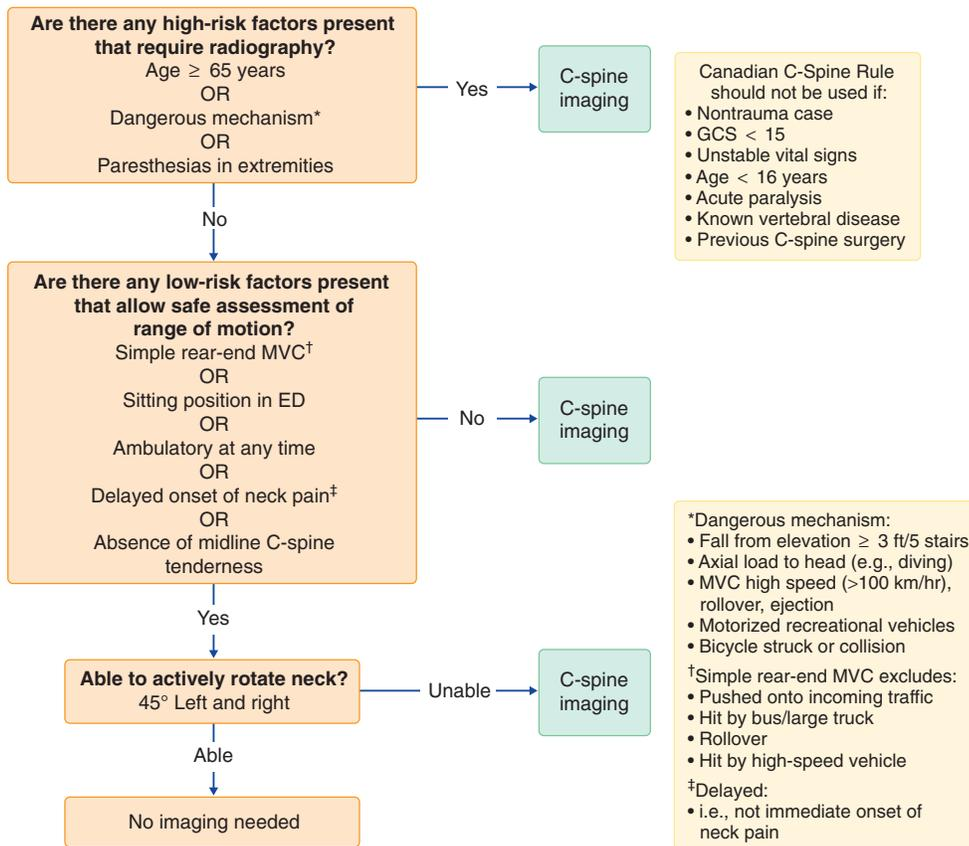 Are there any high-risk factors present
that require radiography?
Age ≥ 65 years
OR
Dangerous mechanism*
OR
Paresthesias in extremities
Yes
C-spine
imaging
Canadian C-Spine Rule
should not be used if:
• Nontrauma case
• GCS < 15
• Unstable vital signs
• Age < 16 years
• Acute paralysis
• Known vertebral disease
• Previous C-spine surgery
No
Are there any low-risk factors present
that allow safe assessment of
range of motion?
Simple rear-end MVC†
OR
Sitting position in ED
OR
Ambulatory at any time
OR
Delayed onset of neck pain‡
OR
Absence of midline C-spine
tenderness
No
C-spine
imaging
Yes
Able to actively rotate neck?
45° Left and right
Unable
C-spine
imaging
Able
No imaging needed
*Dangerous mechanism:
• Fall from elevation ≥ 3 ft/5 stairs
• Axial load to head (e.g., diving)
• MVC high speed (>100 km/hr),
rollover, ejection
• Motorized recreational vehicles
• Bicycle struck or collision
†Simple rear-end MVC excludes:
• Pushed onto incoming traffic
• Hit by bus/large truck
• Rollover
• Hit by high-speed vehicle
‡Delayed:
• i.e., not immediate onset of
neck pain